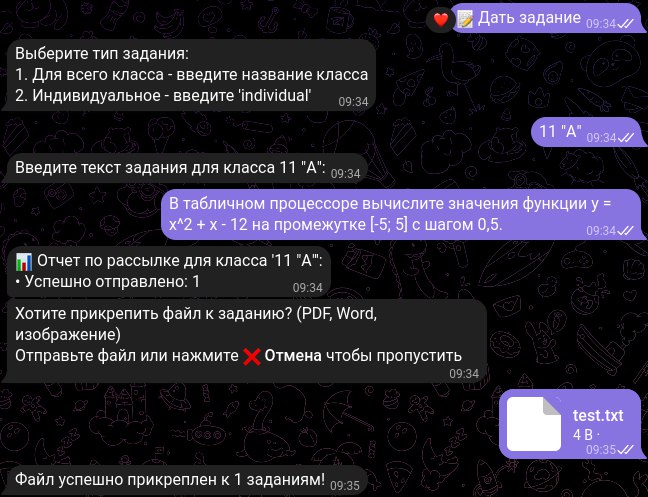 📝 Дать задание 09:34
Выберите тип задания:
1. Для всего класса - введите название класса
2. Индивидуальное - введите 'individual'
09:34
11 "А" 09:34
Введите текст задания для класса 11 "А": 09:34
В табличном процессоре вычислите значения функции y =
x^2 + x - 12 на промежутке [-5; 5] с шагом 0,5.
09:34
📊 Отчет по рассылке для класса '11 "А"':
• Успешно отправлено: 1
09:34
Хотите прикрепить файл к заданию? (PDF, Word,
изображение)
Отправьте файл или нажмите ❌ Отмена чтобы пропустить
09:34
test.txt
4 B ·
09:35
Файл успешно прикреплен к 1 заданиям! 09:35